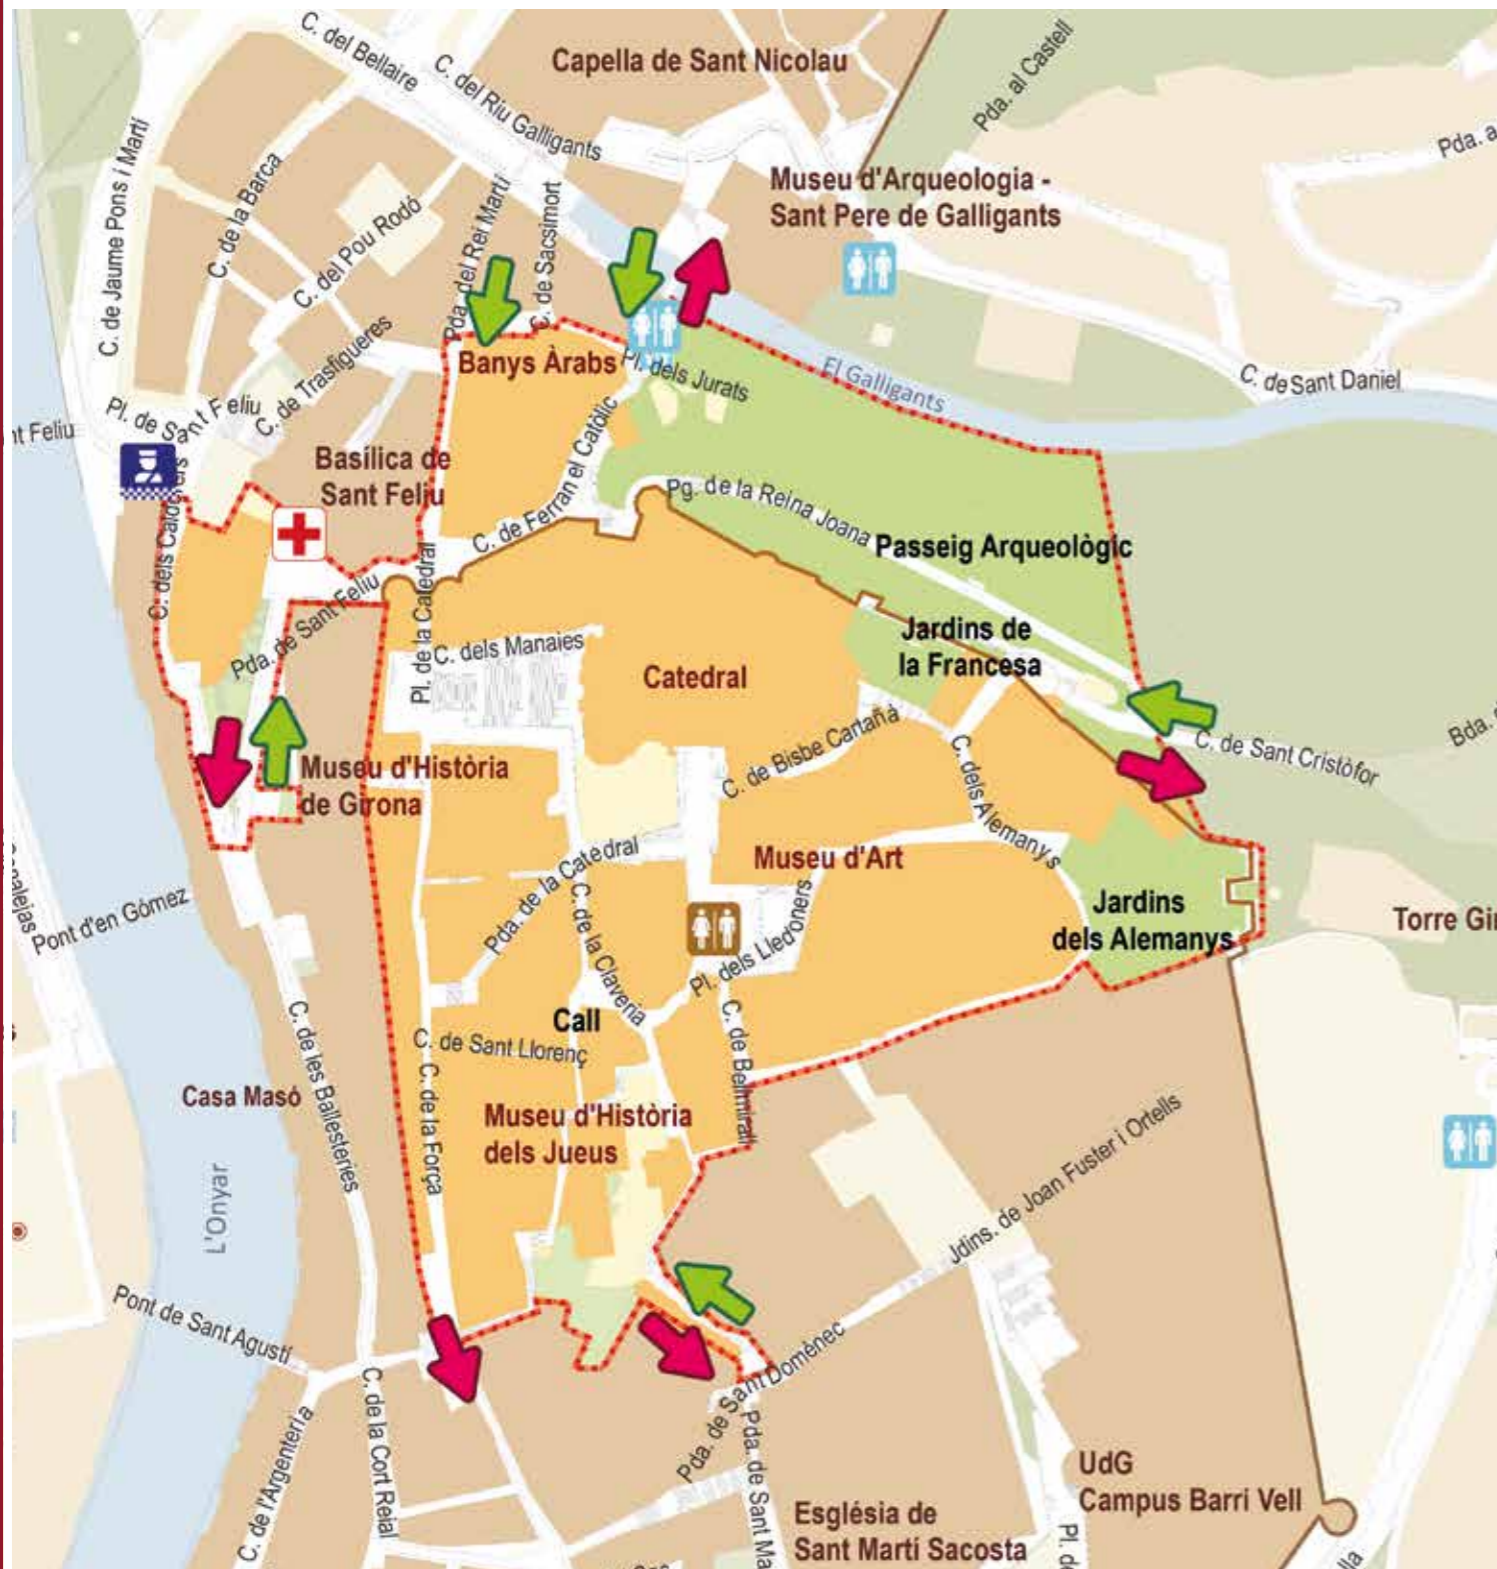 C. del Bellaire
C. del Riu Galligants
Capella de Sant Nicolau
Pda. al Castell
Pda. a
C. de Jaume Pons i Martí
C. de la Barca
C. del Pou Rodó
Pda. del Rei Martí
C. de Sacsimort
Museu d'Arqueologia -
Sant Pere de Galligants
C. de Trasfigueres
Banys Àrabs
Pl. dels Jurats
El Galligants
C. de Sant Daniel
Pl. de Sant Feliu
nt Feliu
Basílica de
Sant Feliu
C. de Ferran el Catòlic
Pg. de la Reina Joana
Passeig Arqueològic
C. dels Calderers
Pda. de Sant Feliu
Pl. de la Catedral
C. dels Manaies
Catedral
Jardins de
la Francesa
C. de Bisbe Cartañà
C. dels Alemanys
C. de Sant Cristòfor
Bda.
Museu d'Història
de Girona
Pda. de la Catedral
Museu d'Art
Jardins
dels Alemanys
Torre Gi
Canalejas
Pont d'en Gómez
C. de la Claveria
Pl. dels Lledoners
C. de les Ballesteries
Call
C. de Sant Llorenç
C. de Bellmirall
Casa Masó
C. de la Força
Museu d'Història
dels Jueus
Jdins. de Joan Fuster i Ortells
L'Onyar
Pont de Sant Agustí
Pda. de Sant Domènec
C. de l'Argenteria
C. de la Cort Reial
Pda. de Sant Ma
UdG
Campus Barri Vell
Església de
Sant Martí Sacosta
Pl. de
lla